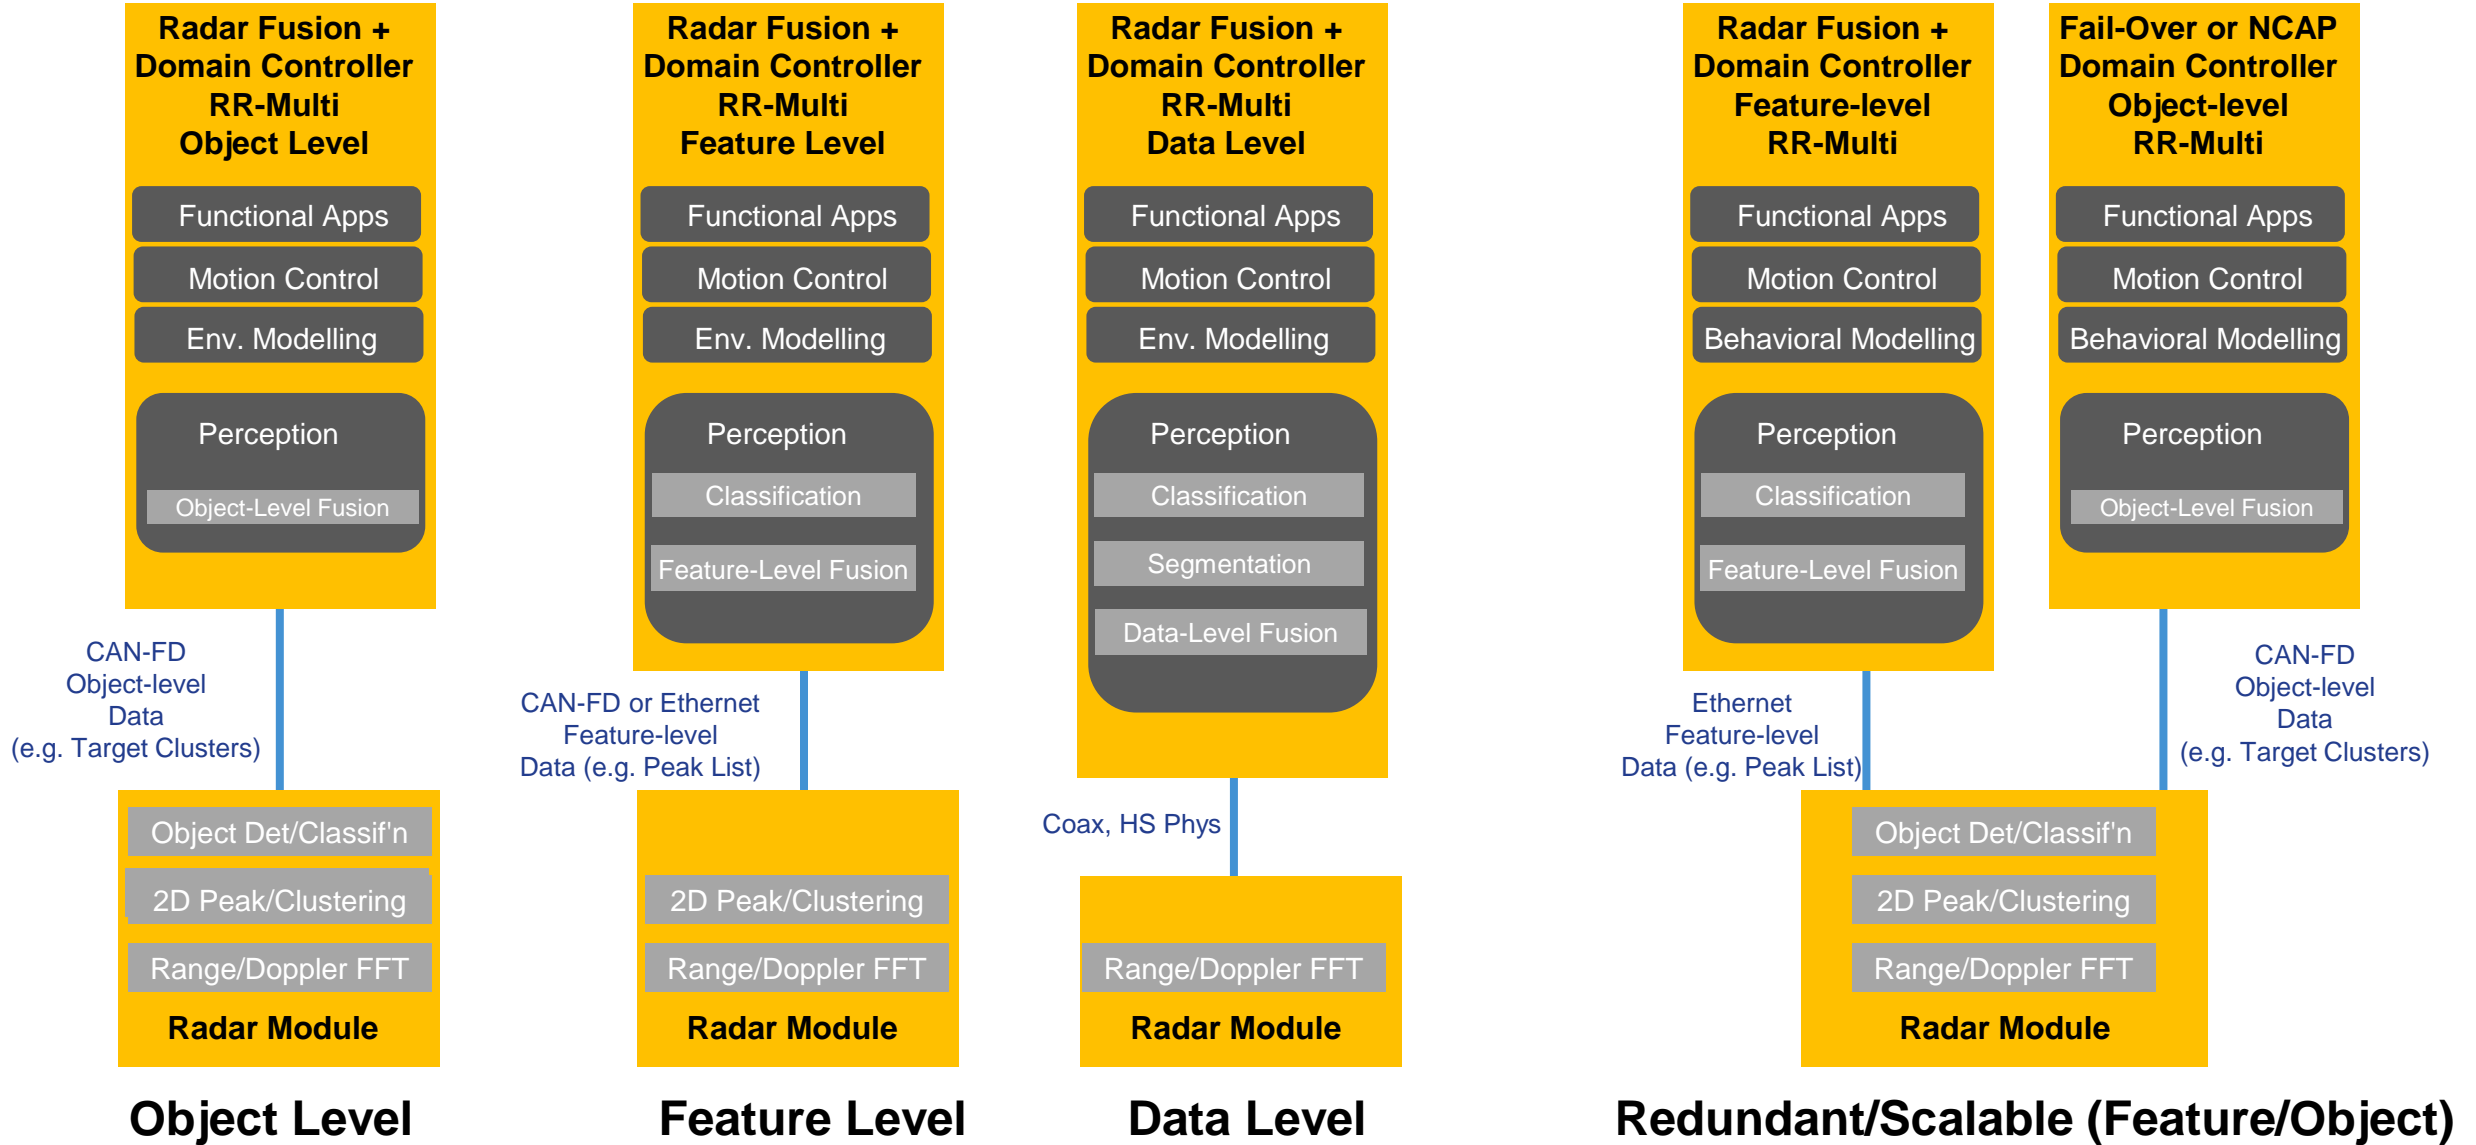 Radar Fusion +
Domain Controller
RR-Multi
Object Level
Functional Apps
Motion Control
Env. Modelling
Perception
Object-Level Fusion
CAN-FD
Object-level
Data
(e.g. Target Clusters)
Object Det/Classif'n
2D Peak/Clustering
Range/Doppler FFT
Radar Module
Object Level
Radar Fusion +
Domain Controller
RR-Multi
Feature Level
Functional Apps
Motion Control
Env. Modelling
Perception
Classification
Feature-Level Fusion
CAN-FD or Ethernet
Feature-level
Data (e.g. Peak List)
2D Peak/Clustering
Range/Doppler FFT
Radar Module
Feature Level
Radar Fusion +
Domain Controller
RR-Multi
Data Level
Functional Apps
Motion Control
Env. Modelling
Perception
Classification
Segmentation
Data-Level Fusion
Coax, HS Phys
Range/Doppler FFT
Radar Module
Data Level
Radar Fusion +
Domain Controller
Feature-level
RR-Multi
Functional Apps
Motion Control
Behavioral Modelling
Perception
Classification
Feature-Level Fusion
Ethernet
Feature-level
Data (e.g. Peak List)
Fail-Over or NCAP
Domain Controller
Object-level
RR-Multi
Functional Apps
Motion Control
Behavioral Modelling
Perception
Object-Level Fusion
CAN-FD
Object-level
Data
(e.g. Target Clusters)
Object Det/Classif'n
2D Peak/Clustering
Range/Doppler FFT
Radar Module
Redundant/Scalable (Feature/Object)